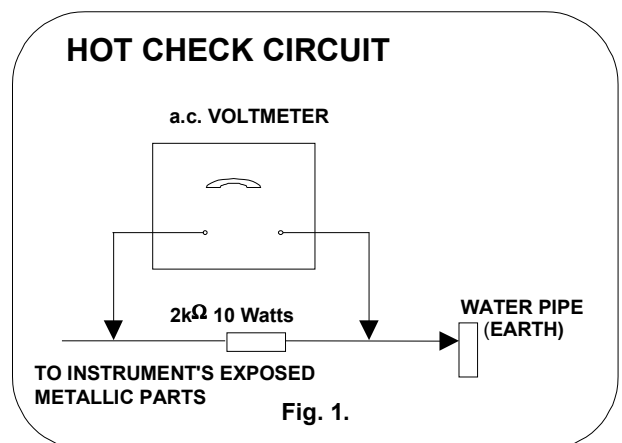 HOT CHECK CIRCUIT
a.c. VOLTMETER
2kΩ 10 Watts
WATER PIPE
(EARTH)
TO INSTRUMENT'S EXPOSED
METALLIC PARTS
Fig. 1.